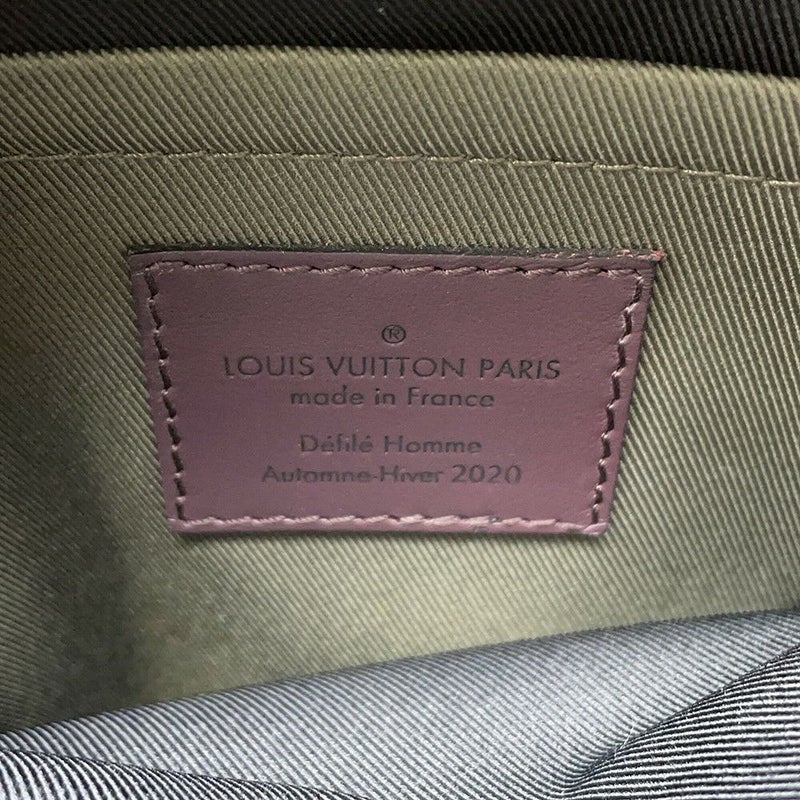 ®
LOUIS VUITTON PARIS
made in France
Défilé Homme
Automne-Hiver 2020